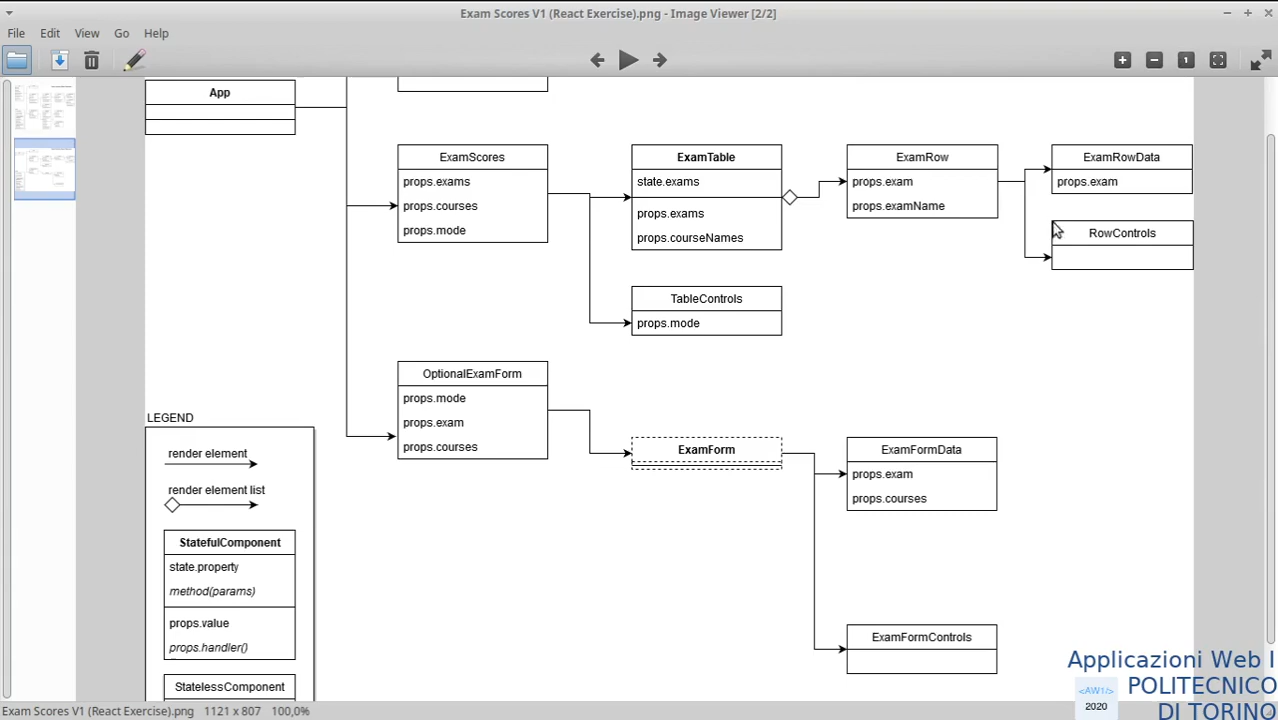 Exam Scores V1 (React Exercise).png - Image Viewer [2/2]
File Edit View Go Help
App
ExamScores
props.exams
props.courses
props.mode
ExamTable
state.exams
props.exams
props.courseNames
ExamRow
props.exam
props.examName
ExamRowData
props.exam
RowControls
TableControls
props.mode
OptionalExamForm
props.mode
props.exam
props.courses
ExamForm
ExamFormData
props.exam
props.courses
ExamFormControls
LEGEND
render element
render element list
StatefulComponent
state.property
method(params)
props.value
props.handler()
StatelessComponent
Applicazioni Web I
<AW1/>
2020
POLITECNICO
DI TORINO
Exam Scores V1 (React Exercise).png 1121 x 807 100,0%